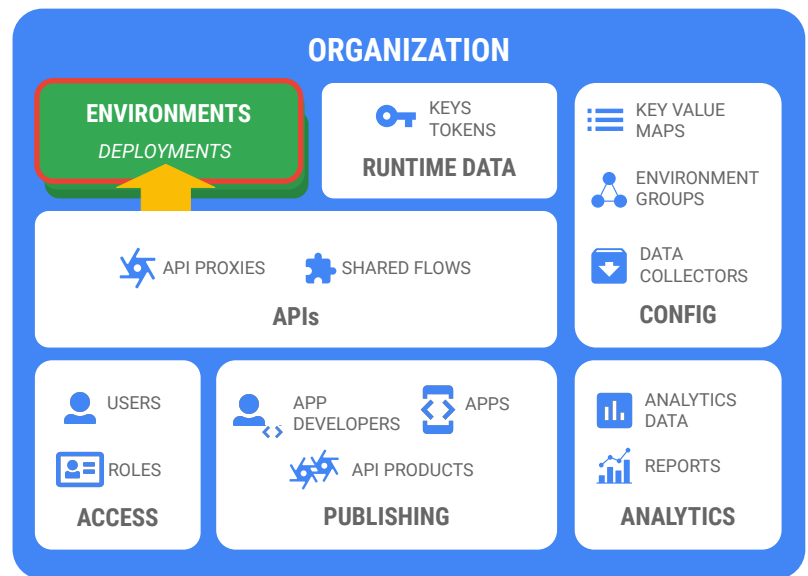 ORGANIZATION
ENVIRONMENTS
DEPLOYMENTS
KEYS
TOKENS
RUNTIME DATA
KEY VALUE
MAPS
ENVIRONMENT
GROUPS
DATA
COLLECTORS
CONFIG
API PROXIES
SHARED FLOWS
APIs
USERS
ROLES
ACCESS
APP
DEVELOPERS
APPS
API PRODUCTS
PUBLISHING
ANALYTICS
DATA
REPORTS
ANALYTICS